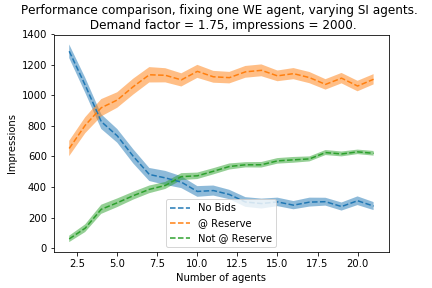 Performance comparison, fixing one WE agent, varying SI agents.
Demand factor = 1.75, impressions = 2000.
1400
1200
1000
800
600
400
200
0
Impressions
No Bids
@ Reserve
Not @ Reserve
2.5 5.0 7.5 10.0 12.5 15.0 17.5 20.0
Number of agents